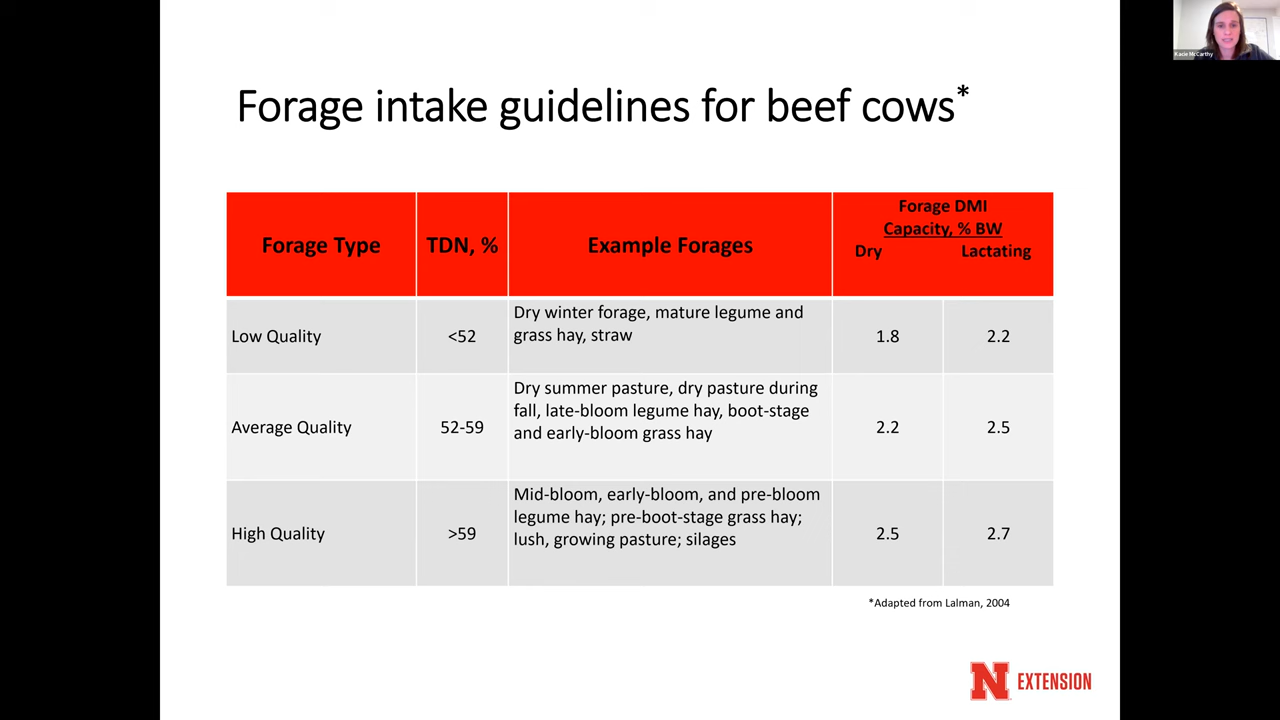 Kacie McCarthy
Forage intake guidelines for beef cows*
Forage Type
TDN, %
Example Forages
Forage DMI
Capacity, % BW
Dry
Lactating
Low Quality
<52
Dry winter forage, mature legume and
grass hay, straw
1.8
2.2
Average Quality
52-59
Dry summer pasture, dry pasture during
fall, late-bloom legume hay, boot-stage
and early-bloom grass hay
2.2
2.5
High Quality
>59
Mid-bloom, early-bloom, and pre-bloom
legume hay; pre-boot-stage grass hay;
lush, growing pasture; silages
2.5
2.7
*Adapted from Lalman, 2004
N EXTENSION